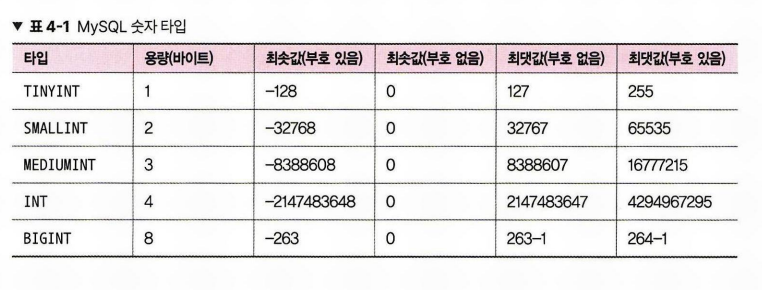 ▼ 표 4-1 MySQL 숫자 타입
타입 용량(바이트) 최솟값(부호 있음) 최솟값(부호 없음) 최댓값(부호 없음) 최댓값(부호 있음)
TINYINT 1 –128 0 127 255
SMALLINT 2 –32768 0 32767 65535
MEDIUMINT 3 –8388608 0 8388607 16777215
INT 4 –2147483648 0 2147483647 4294967295
BIGINT 8 –263 0 263–1 264–1